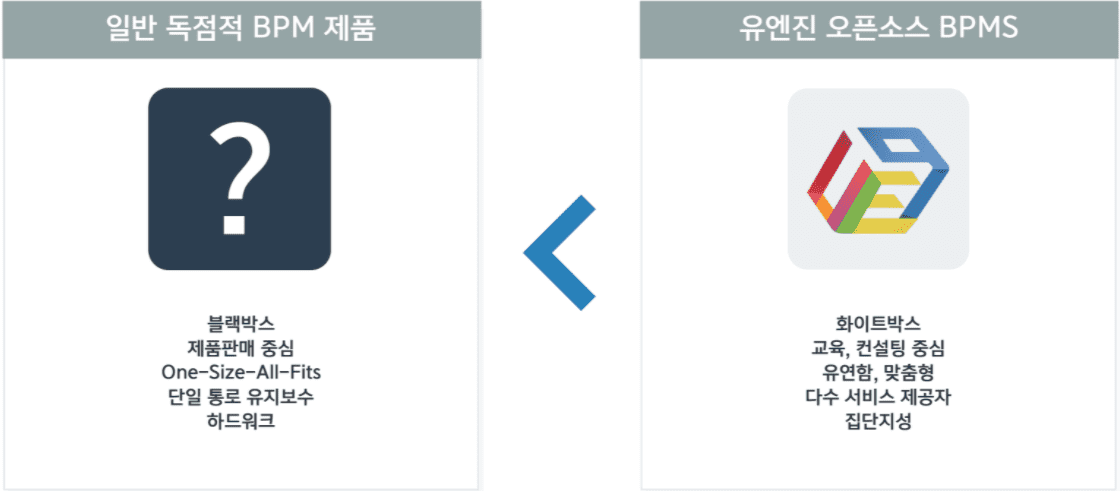 일반 독점적 BPM 제품
?
블랙박스
제품판매 중심
One-Size-All-Fits
단일 통로 유지보수
하드워크
<
유엔진 오픈소스 BPMS
화이트박스
교육, 컨설팅 중심
유연함, 맞춤형
다수 서비스 제공자
집단지성